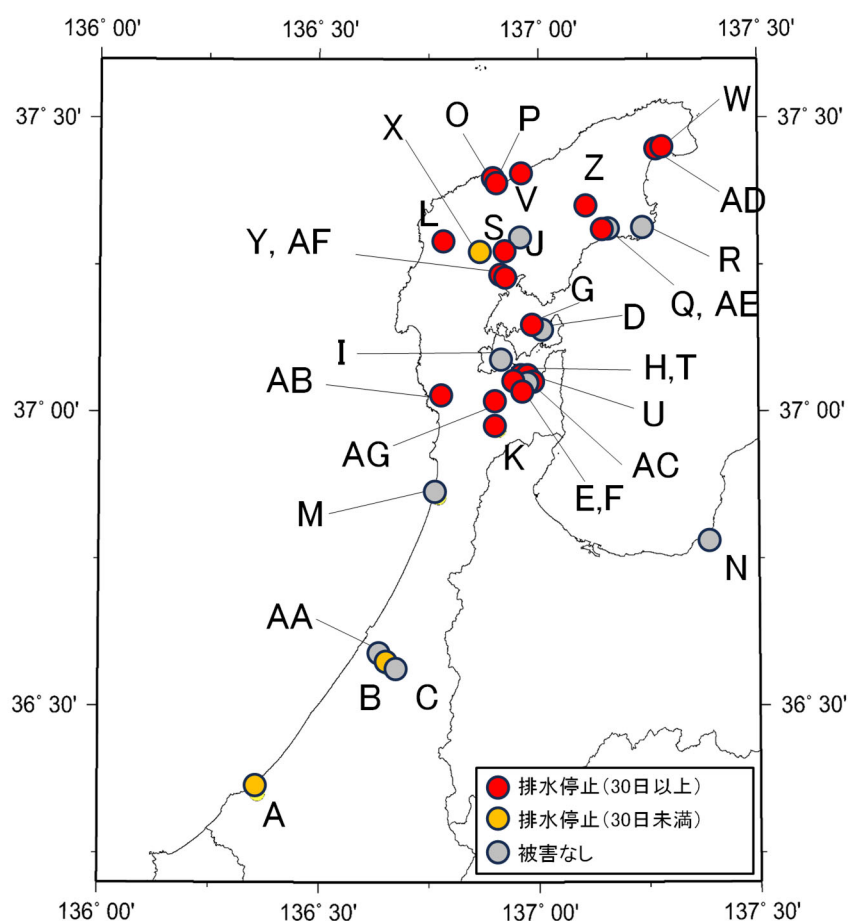 136° 00'
136° 30'
137° 00'
137° 30'
37° 30'
37° 30'
W
O
P
X
Z
AD
V
L
S
J
Y, AF
R
G
Q, AE
D
I
H,T
AB
37° 00'
37° 00'
U
AG
AC
K
E,F
M
N
AA
B
C
36° 30'
36° 30'
排水停止(30日以上)
排水停止(30日未満)
被害なし
A
136° 00'
136° 30'
137° 00'
137° 30'